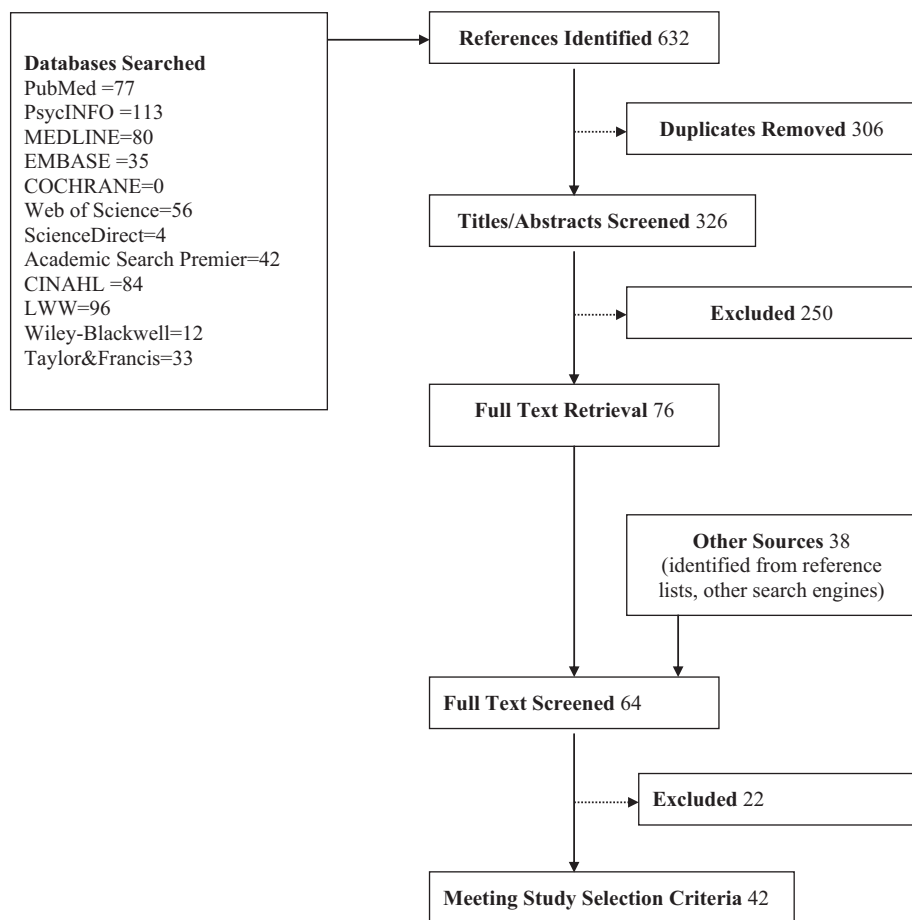 Databases Searched
PubMed =77
PsycINFO =113
MEDLINE=80
EMBASE =35
COCHRANE=0
Web of Science=56
ScienceDirect=4
Academic Search Premier=42
CINAHL =84
LWW=96
Wiley-Blackwell=12
Taylor&Francis=33
References Identified 632
Duplicates Removed 306
Titles/Abstracts Screened 326
Excluded 250
Full Text Retrieval 76
Other Sources 38
(identified from reference
lists, other search engines)
Full Text Screened 64
Excluded 22
Meeting Study Selection Criteria 42